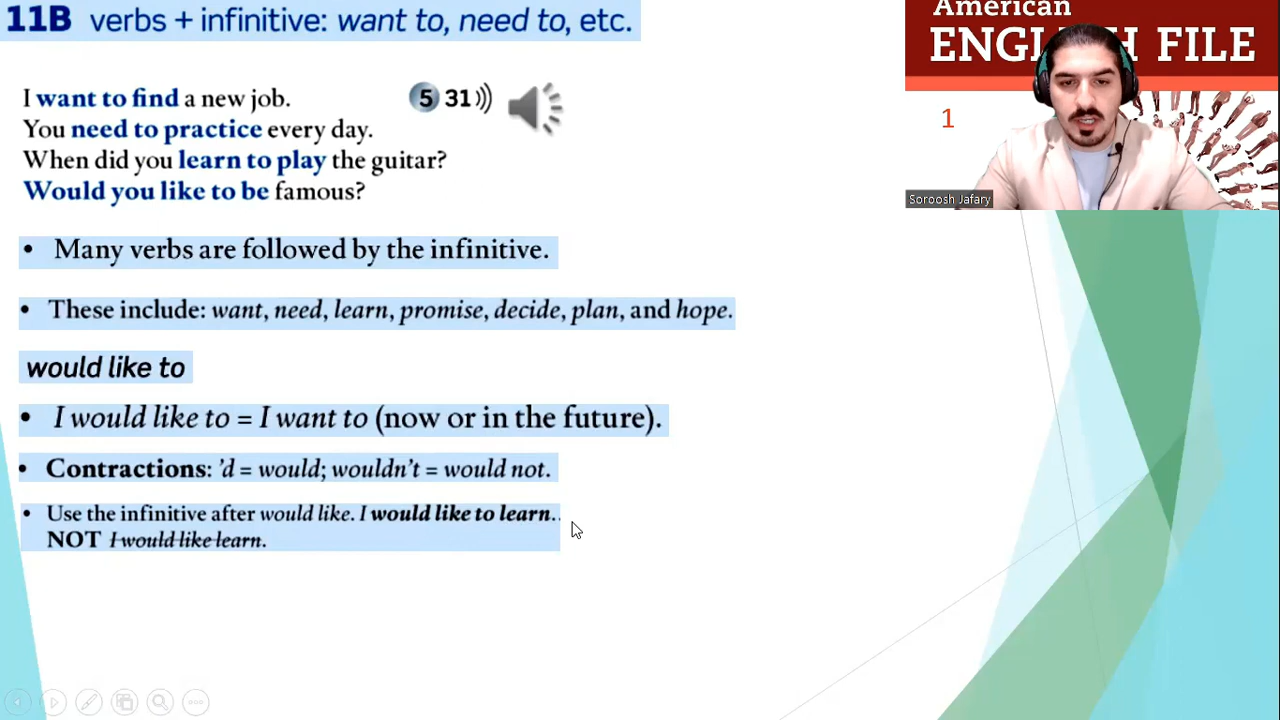 11B verbs + infinitive: want to, need to, etc.
I want to find a new job.
You need to practice every day.
When did you learn to play the guitar?
Would you like to be famous?
5 31
• Many verbs are followed by the infinitive.
• These include: want, need, learn, promise, decide, plan, and hope.
would like to
• I would like to = I want to (now or in the future).
• Contractions: ’d = would; wouldn’t = would not.
• Use the infinitive after would like. I would like to learn..
NOT I would like learn.
American
ENGLISH FILE
1
Soroosh Jafary